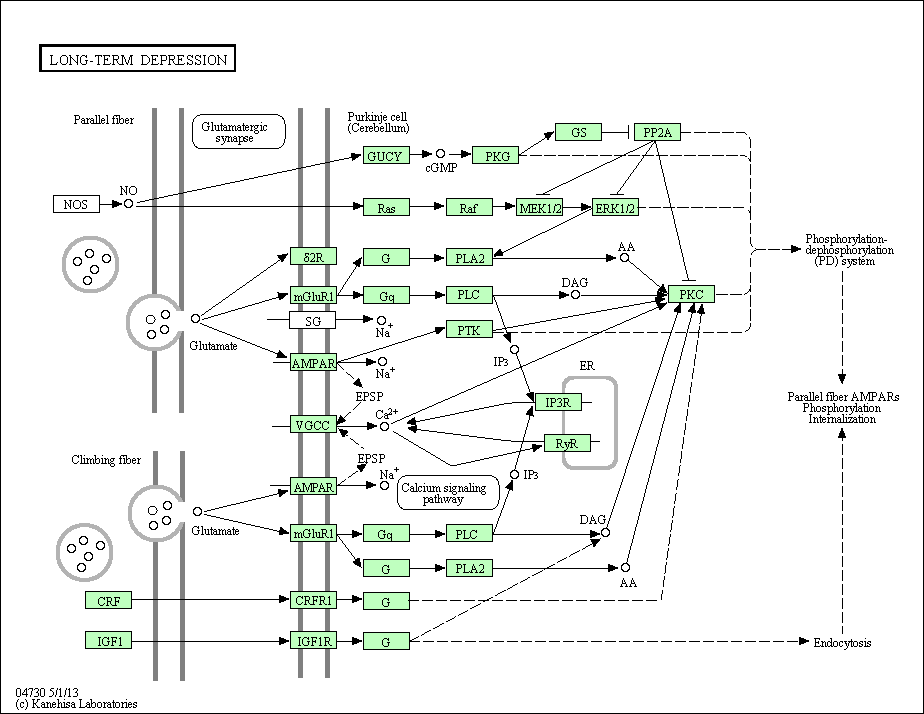 LONG-TERM DEPRESSION
Parallel fiber
Glutamatergic
synapse
Purkinje cell
(Cerebellum)
GS
PP2A
GUCY
cGMP
PKG
NO
NOS
Ras
Raf
MEK1/2
ERK1/2
δ2R
G
PLA2
AA
Phosphorylation-
dephosphorylation
(PD) system
mGluR1
Gq
PLC
DAG
PKC
SG
Na+
PTK
Glutamate
AMPAR
Na+
IP3
ER
EPSP
IP3R
Parallel fiber AMPARs
Phosphorylation
Internalization
VGCC
Ca2+
RyR
Climbing fiber
EPSP
AMPAR
Na+
Calcium signaling
pathway
IP3
Glutamate
mGluR1
Gq
PLC
DAG
G
PLA2
AA
CRF
CRFR1
G
IGF1
IGF1R
G
Endocytosis
04730 5/1/13
(c) Kanehisa Laboratories